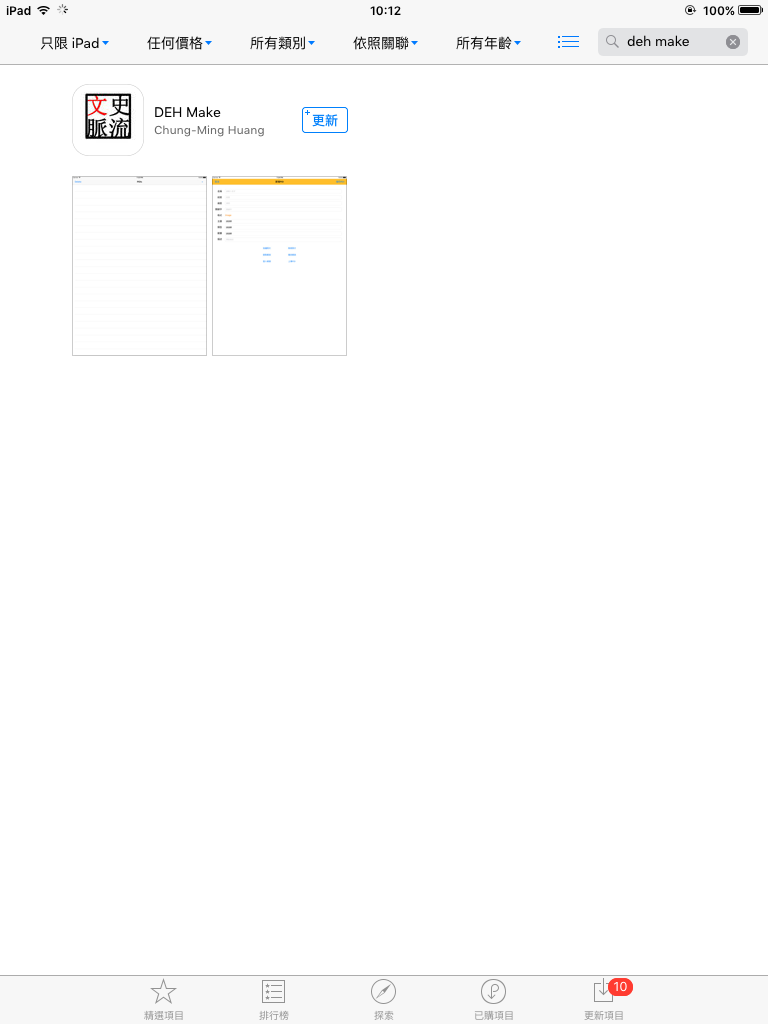 iPad 10:12 100%
只限 iPad 任何價格 所有類別 依照關聯 所有年齡 deh make
文史
脈流
DEH Make
Chung-Ming Huang
更新
精選項目 排行榜 探索 已購項目 更新項目 10